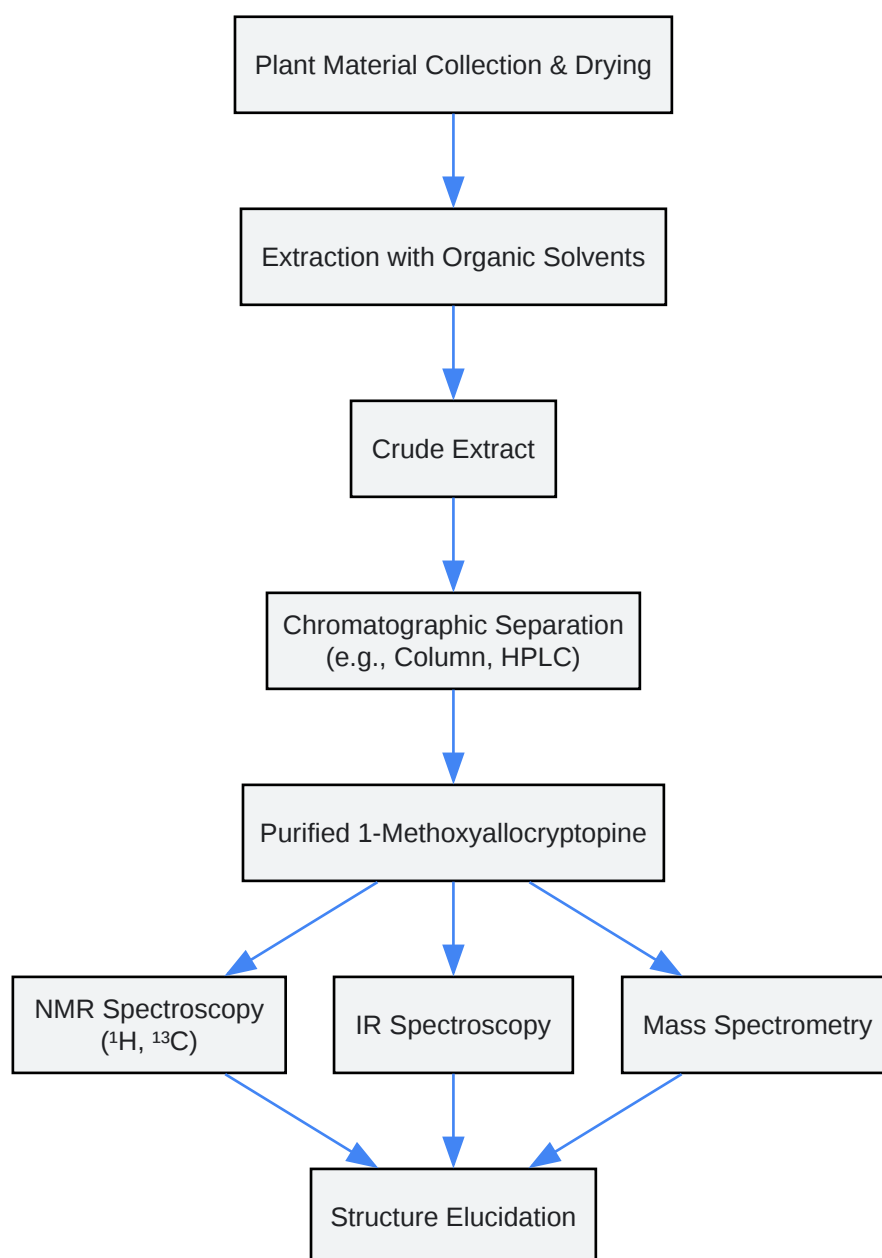 Plant Material Collection & Drying
Extraction with Organic Solvents
Crude Extract
Chromatographic Separation
(e.g., Column, HPLC)
Purified 1-Methoxyallocryptopine
NMR Spectroscopy
(¹H, ¹³C)
IR Spectroscopy
Mass Spectrometry
Structure Elucidation